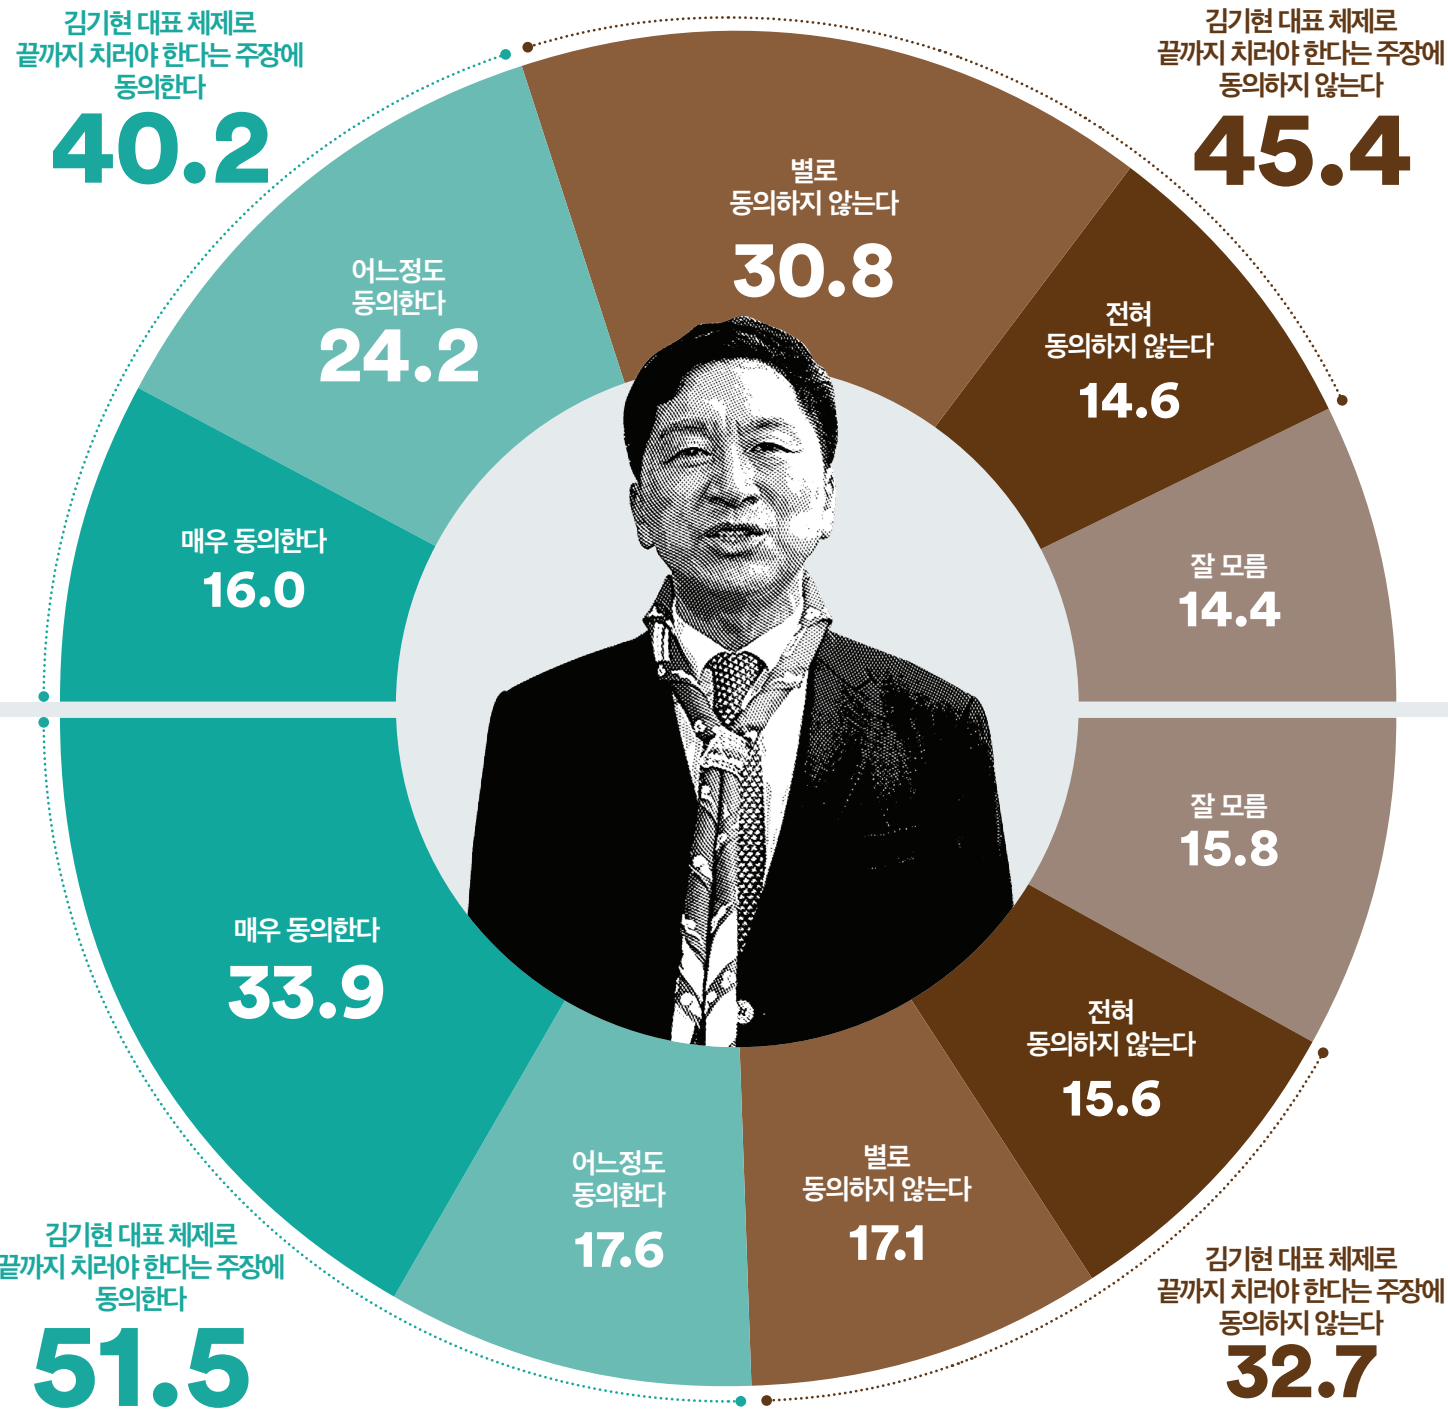 김기현 대표 체제로
끝까지 치러야 한다는 주장에
동의한다
40.2
김기현 대표 체제로
끝까지 치러야 한다는 주장에
동의하지 않는다
45.4
별로
동의하지 않는다
30.8
어느정도
동의한다
24.2
전혀
동의하지 않는다
14.6
매우 동의한다
16.0
잘 모름
14.4
잘 모름
15.8
매우 동의한다
33.9
전혀
동의하지 않는다
15.6
어느정도
동의한다
17.6
별로
동의하지 않는다
17.1
김기현 대표 체제로
끝까지 치러야 한다는 주장에
동의한다
51.5
김기현 대표 체제로
끝까지 치러야 한다는 주장에
동의하지 않는다
32.7